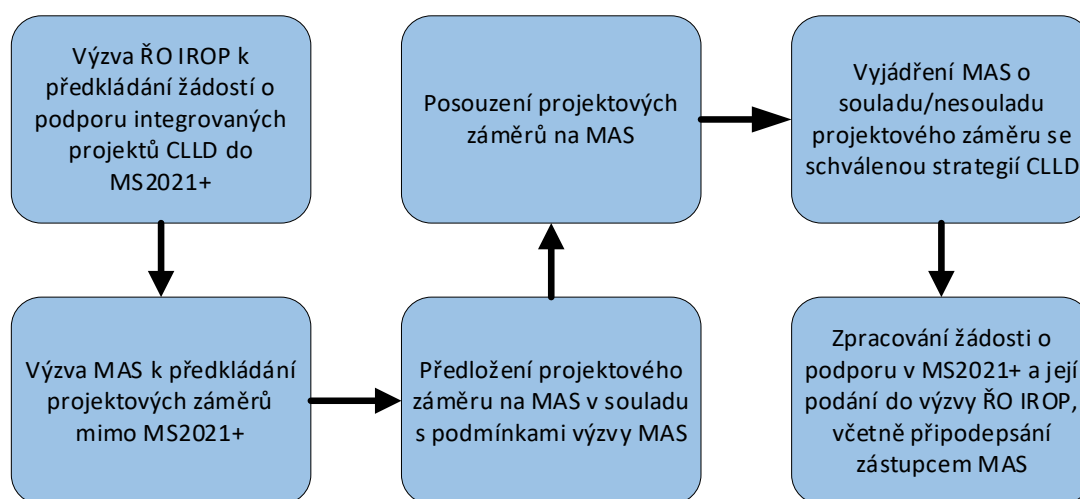 Výzva ŘO IROP k
předkládání žádostí o
podporu integrovaných
projektů CLLD do
MS2021+
Výzva MAS k předkládání
projektových záměrů
mimo MS2021+
Předložení projektového
záměru na MAS v souladu
s podmínkami výzvy MAS
Posouzení projektových
záměrů na MAS
Vyjádření MAS o
souladu/nesouladu
projektového záměru se
schválenou strategií CLLD
Zpracování žádosti o
podporu v MS2021+ a její
podání do výzvy ŘO IROP,
včetně připodepsání
zástupcem MAS